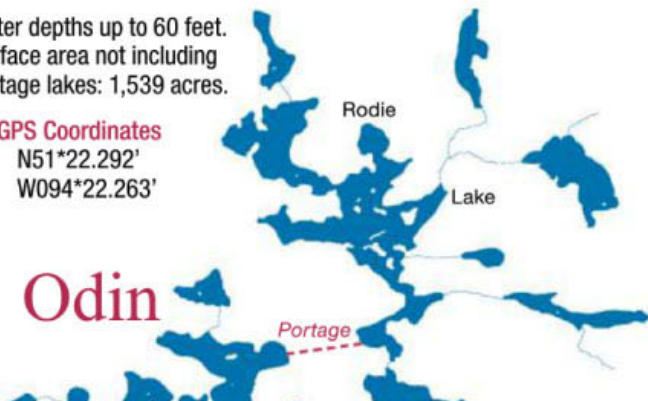 ter depths up to 60 feet.
face area not including
tage lakes: 1,539 acres.
GPS Coordinates
N51*22.292'
W094*22.263'
Rodie
Lake
Odin
Portage